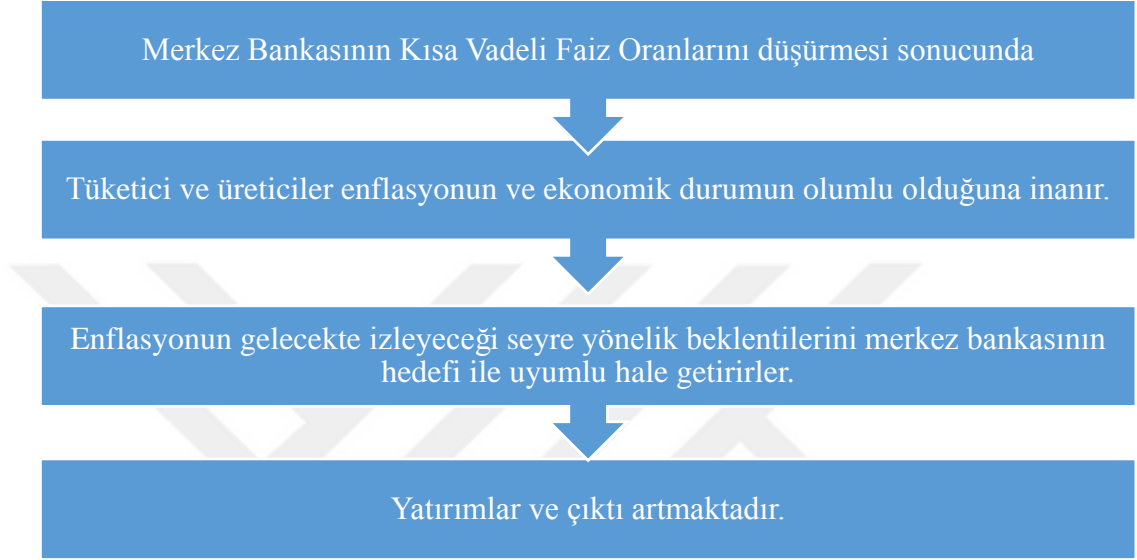 Merkez Bankasının Kısa Vadeli Faiz Oranlarını düşürmesi sonucunda
Tüketici ve üreticiler enflasyonun ve ekonomik durumun olumlu olduğuna inanır.
Enflasyonun gelecekte izleyeceği seyre yönelik beklentilerini merkez bankasının
hedefi ile uyumlu hale getirirler.
Yatırımlar ve çıktı artmaktadır.